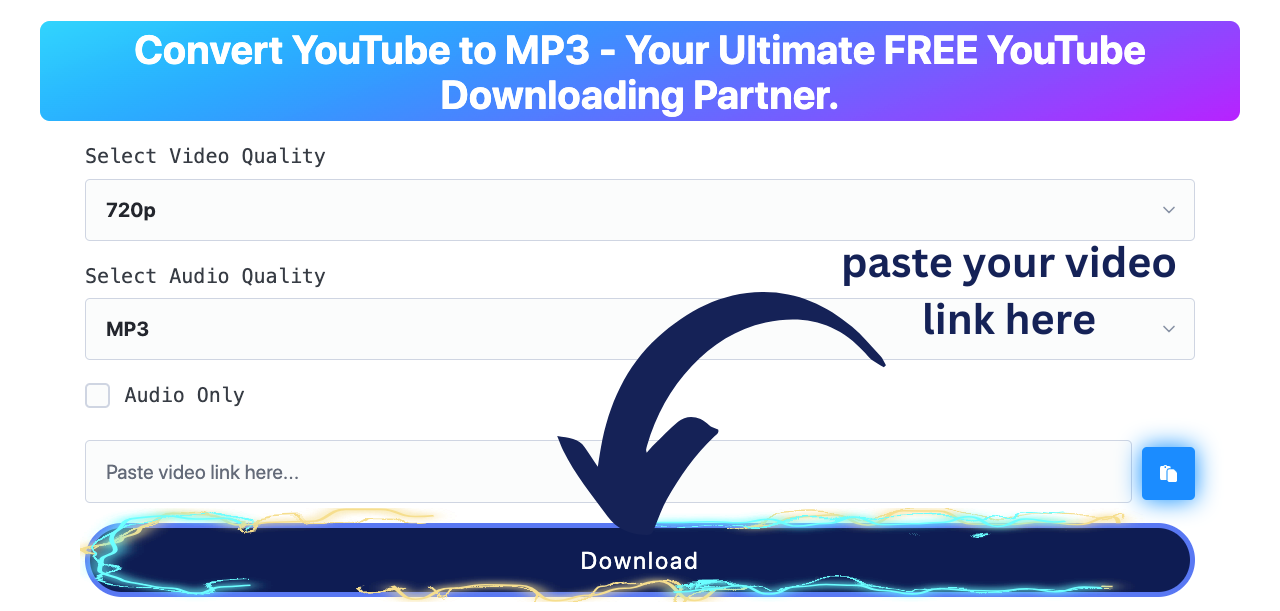 Convert YouTube to MP3 - Your Ultimate FREE YouTube
Downloading Partner.
Select Video Quality
720p
paste your video
link here
Select Audio Quality
MP3
Audio Only
Paste video link here...
Download